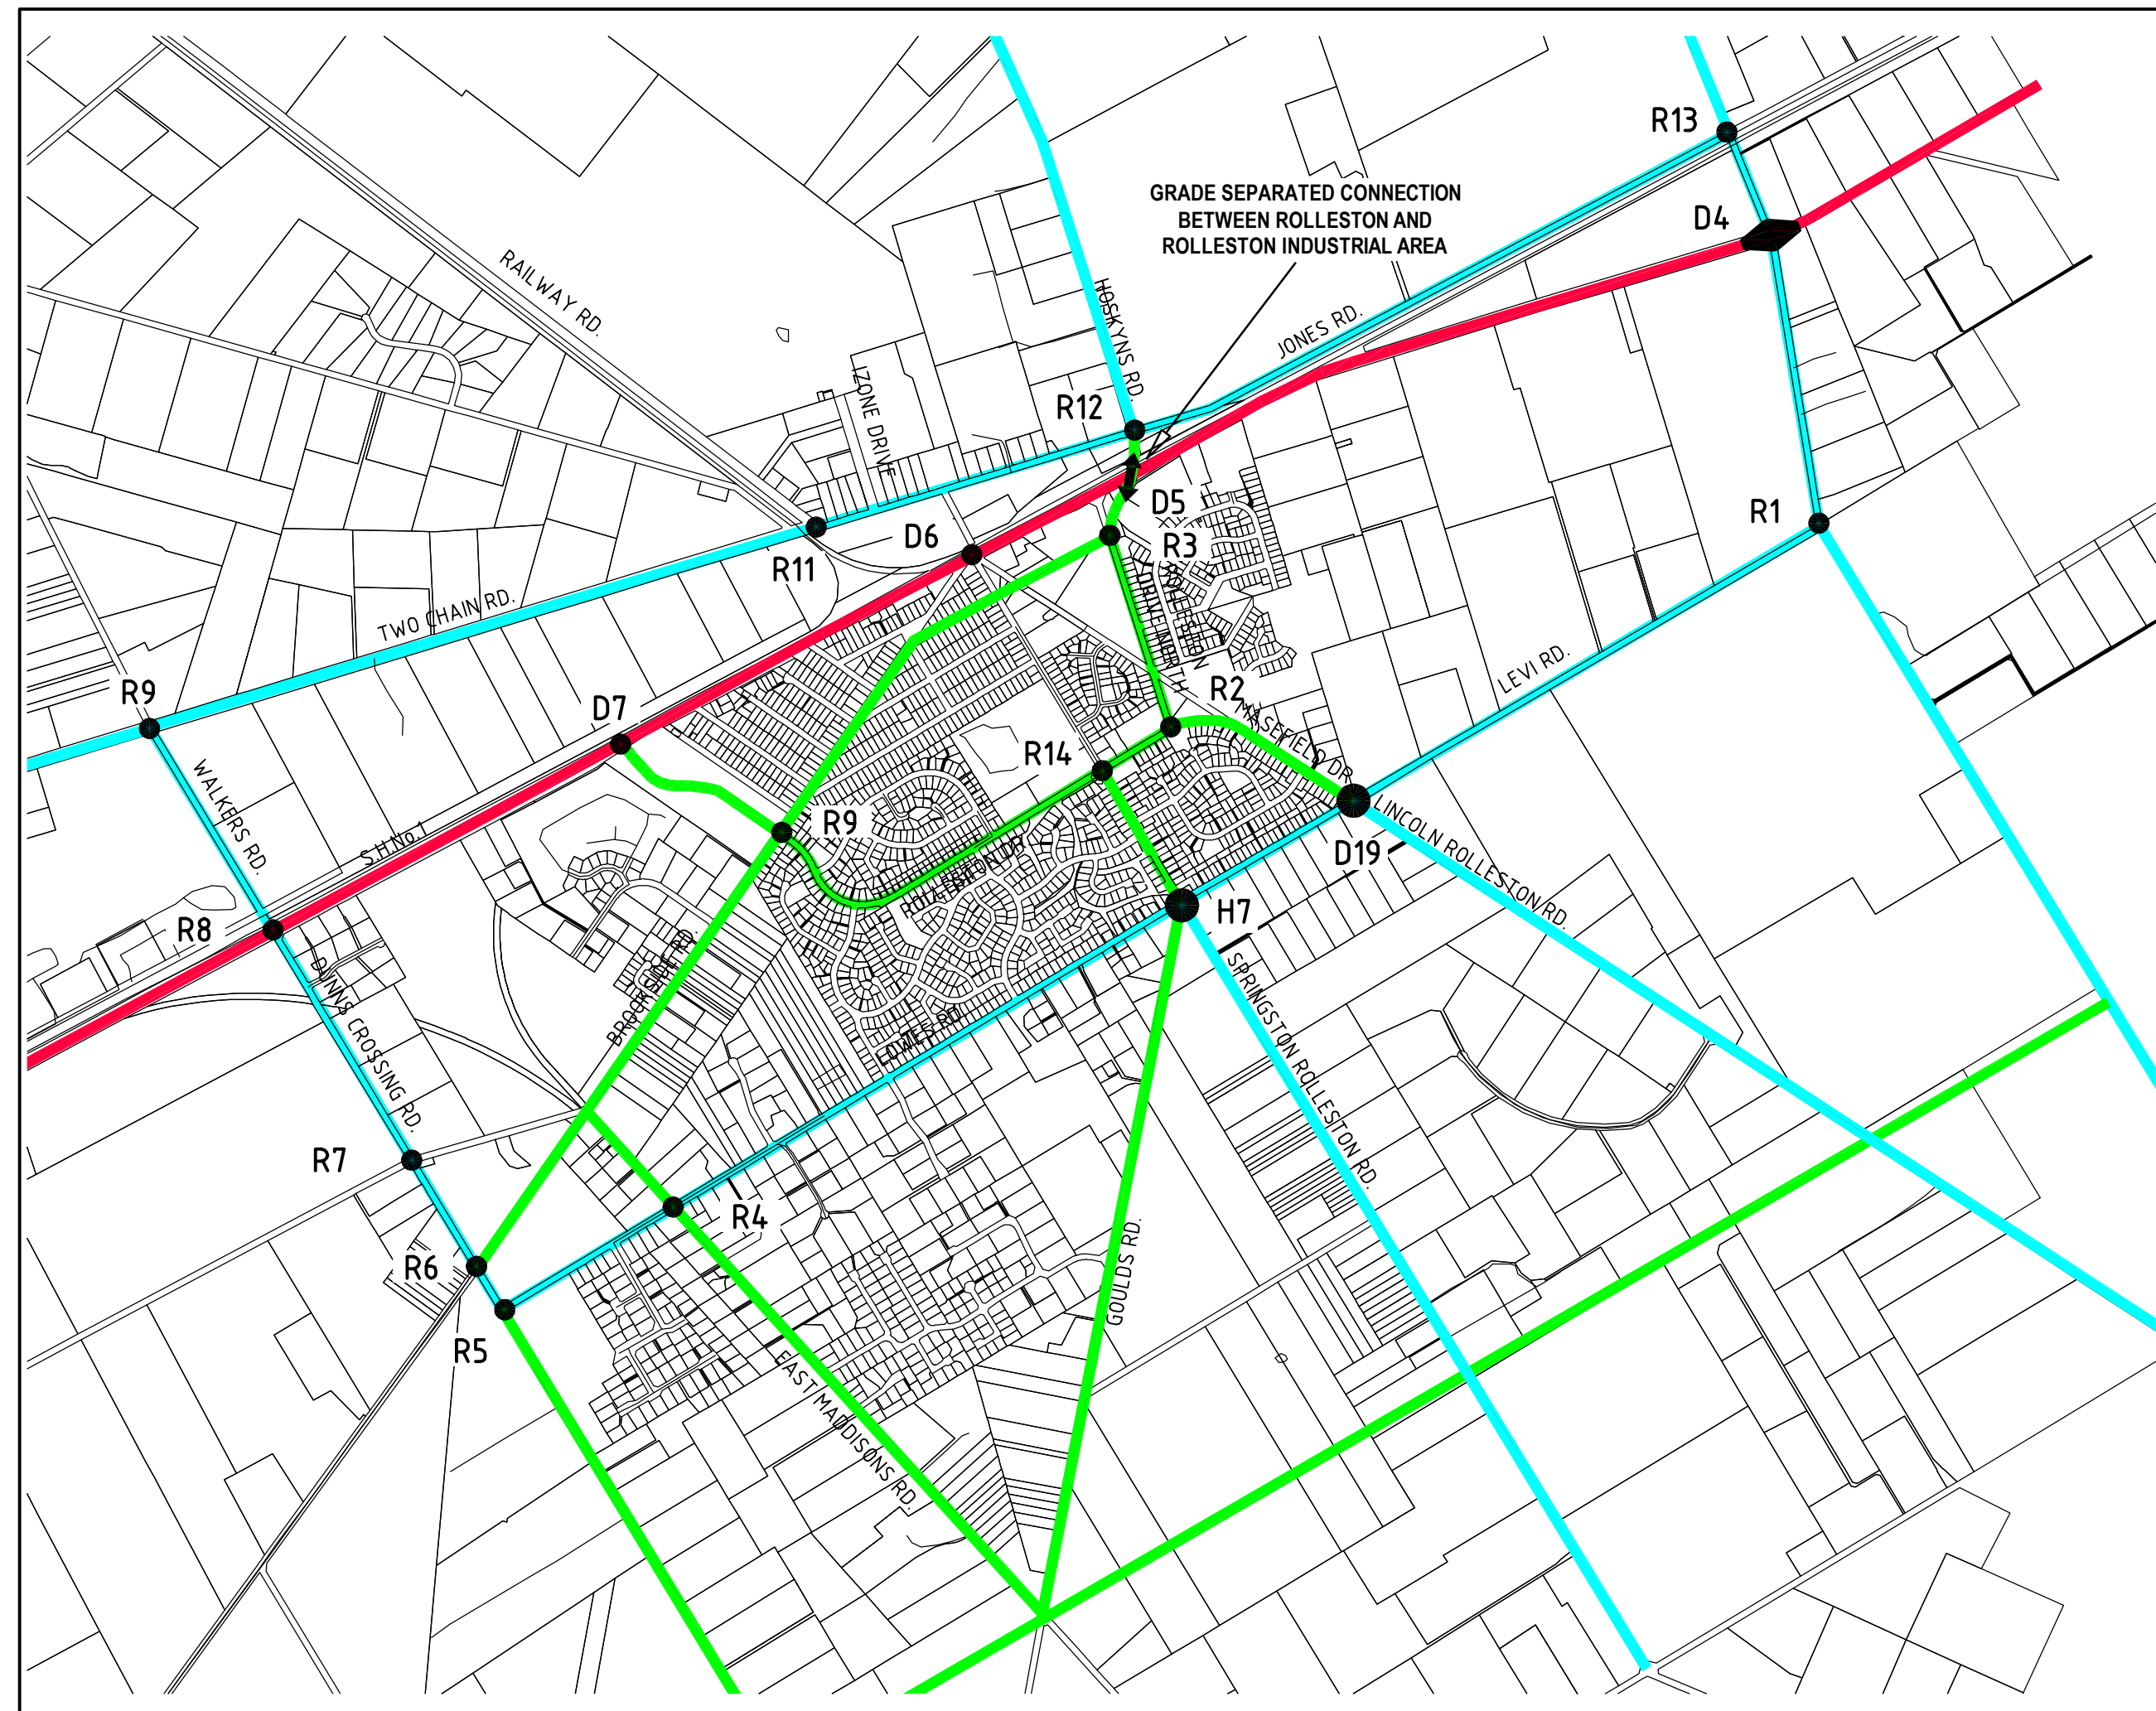 R13
GRADE SEPARATED CONNECTION
BETWEEN ROLLESTON AND
ROLLESTON INDUSTRIAL AREA
D4
RAILWAY RD.
HOSKYNS RD.
JONES RD.
IZONE DRIVE
R12
D5
R1
D6
R3
R11
ROLLESTON
DRIVE NORTH
TWO CHAIN RD.
LEVI RD.
R9
R2
D7
MASEFIELD DR.
R14
WALKERS RD.
LINCOLN ROLLESTON RD.
R9
S.H.No.1
D19
ROLLESTON DR.
R8
H7
BROOKSIDE RD.
DUNNS CROSSING RD.
SPRINGSTON ROLLESTON RD.
LOWES RD.
R7
R4
R6
GOULDS RD.
R5
EAST MADDISONS RD.